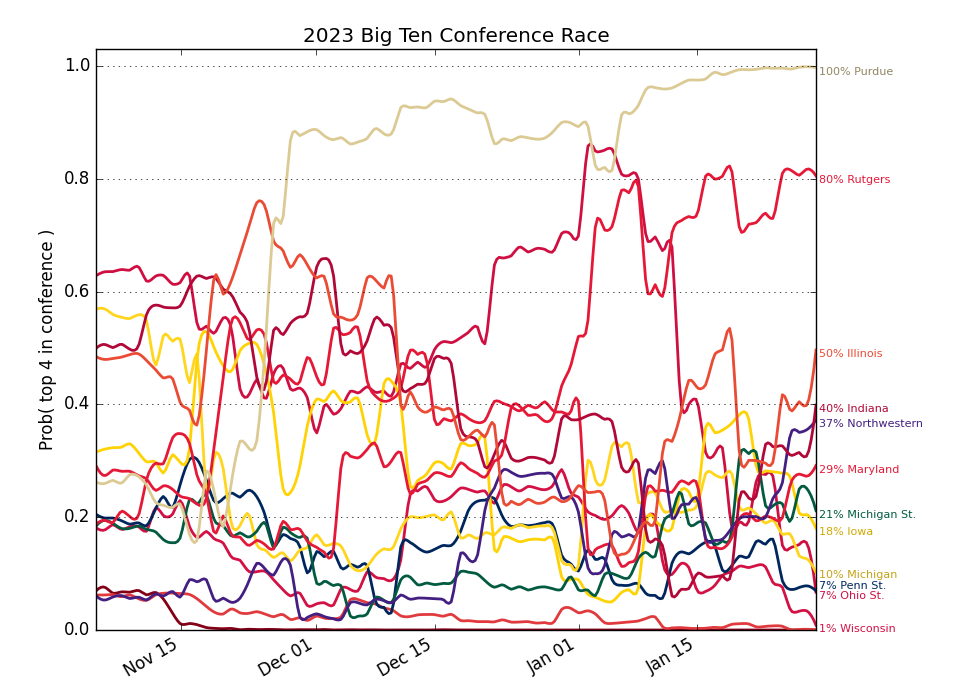 2023 Big Ten Conference Race
Prob( top 4 in conference )
1.0
0.8
0.6
0.4
0.2
0.0
Nov 15
Dec 01
Dec 15
Jan 01
Jan 15
100% Purdue
80% Rutgers
50% Illinois
40% Indiana
37% Northwestern
29% Maryland
21% Michigan St.
18% Iowa
10% Michigan
7% Penn St.
7% Ohio St.
1% Wisconsin